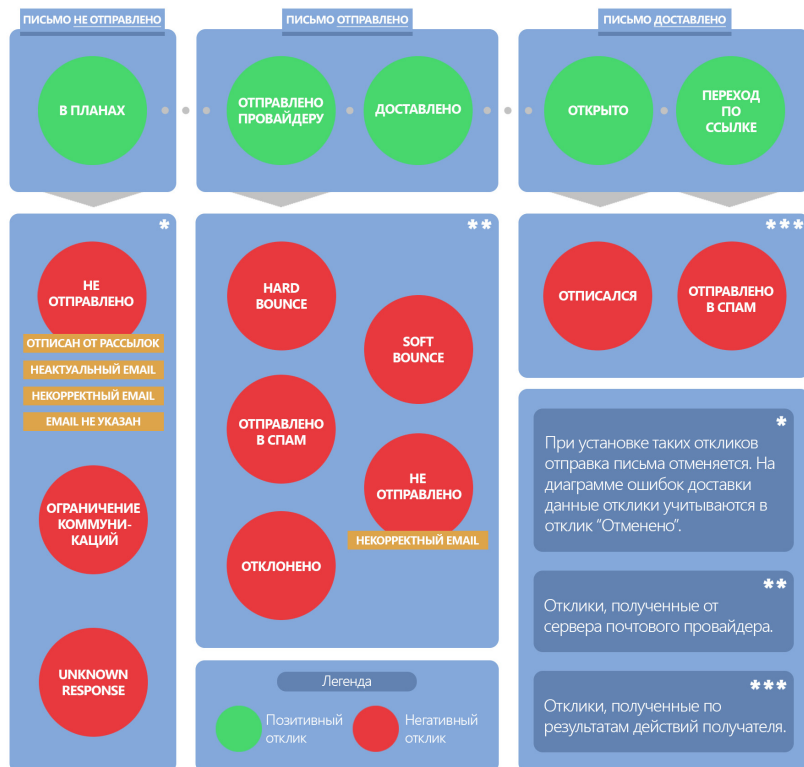 ПИСЬМО НЕ ОТПРАВЛЕНО
ПИСЬМО ОТПРАВЛЕНО
ПИСЬМО ДОСТАВЛЕНО
В ПЛАНАХ
ОТПРАВЛЕНО
ПРОВАЙДЕРУ
ДОСТАВЛЕНО
ОТКРЫТО
ПЕРЕХОД
ПО
ССЫЛКЕ
*
НЕ
ОТПРАВЛЕНО
ОТПИСАН ОТ РАССЫЛОК
НЕАКТУАЛЬНЫЙ EMAIL
НЕКОРРЕКТНЫЙ EMAIL
EMAIL НЕ УКАЗАН
ОГРАНИЧЕНИЕ
КОММУНИ-
КАЦИЙ
UNKNOWN
RESPONSE
**
HARD
BOUNCE
SOFT
BOUNCE
ОТПРАВЛЕНО
В СПАМ
НЕ
ОТПРАВЛЕНО
НЕКОРРЕКТНЫЙ EMAIL
ОТКЛОНЕНО
***
ОТПИСАЛСЯ
ОТПРАВЛЕНО
В СПАМ
*
При установке таких откликов
отправка письма отменяется. На
диаграмме ошибок доставки
данные отклики учитываются в
отклик “Отменено”.
**
Отклики, полученные от
сервера почтового провайдера.
***
Отклики, полученные по
результатам действий получателя.
Легенда
Позитивный
отклик
Негативный
отклик